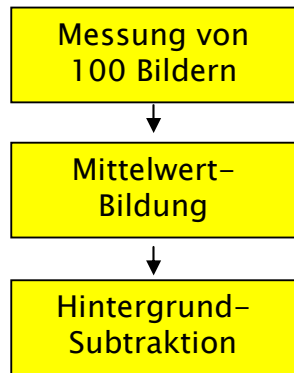 Messung von
100 Bildern
Mittelwert-
Bildung
Hintergrund-
Subtraktion